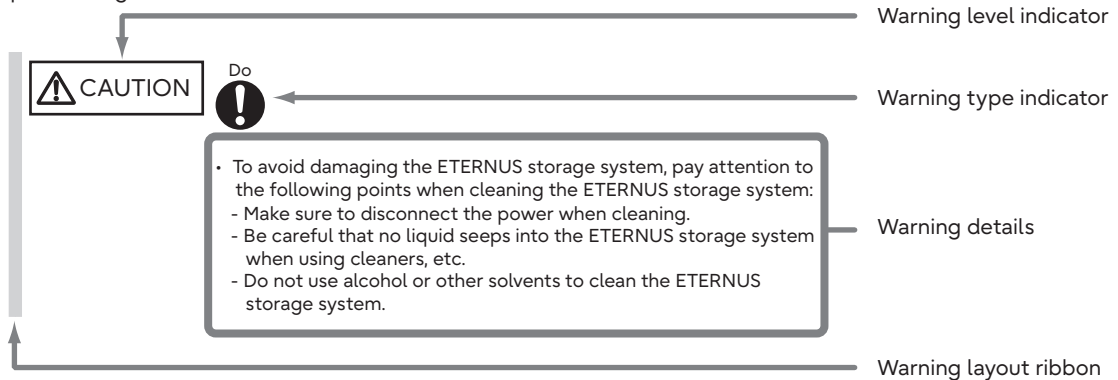 Warning level indicator
CAUTION
Do
Warning type indicator
• To avoid damaging the ETERNUS storage system, pay attention to
the following points when cleaning the ETERNUS storage system:
- Make sure to disconnect the power when cleaning.
- Be careful that no liquid seeps into the ETERNUS storage system
when using cleaners, etc.
- Do not use alcohol or other solvents to clean the ETERNUS
storage system.
Warning details
Warning layout ribbon